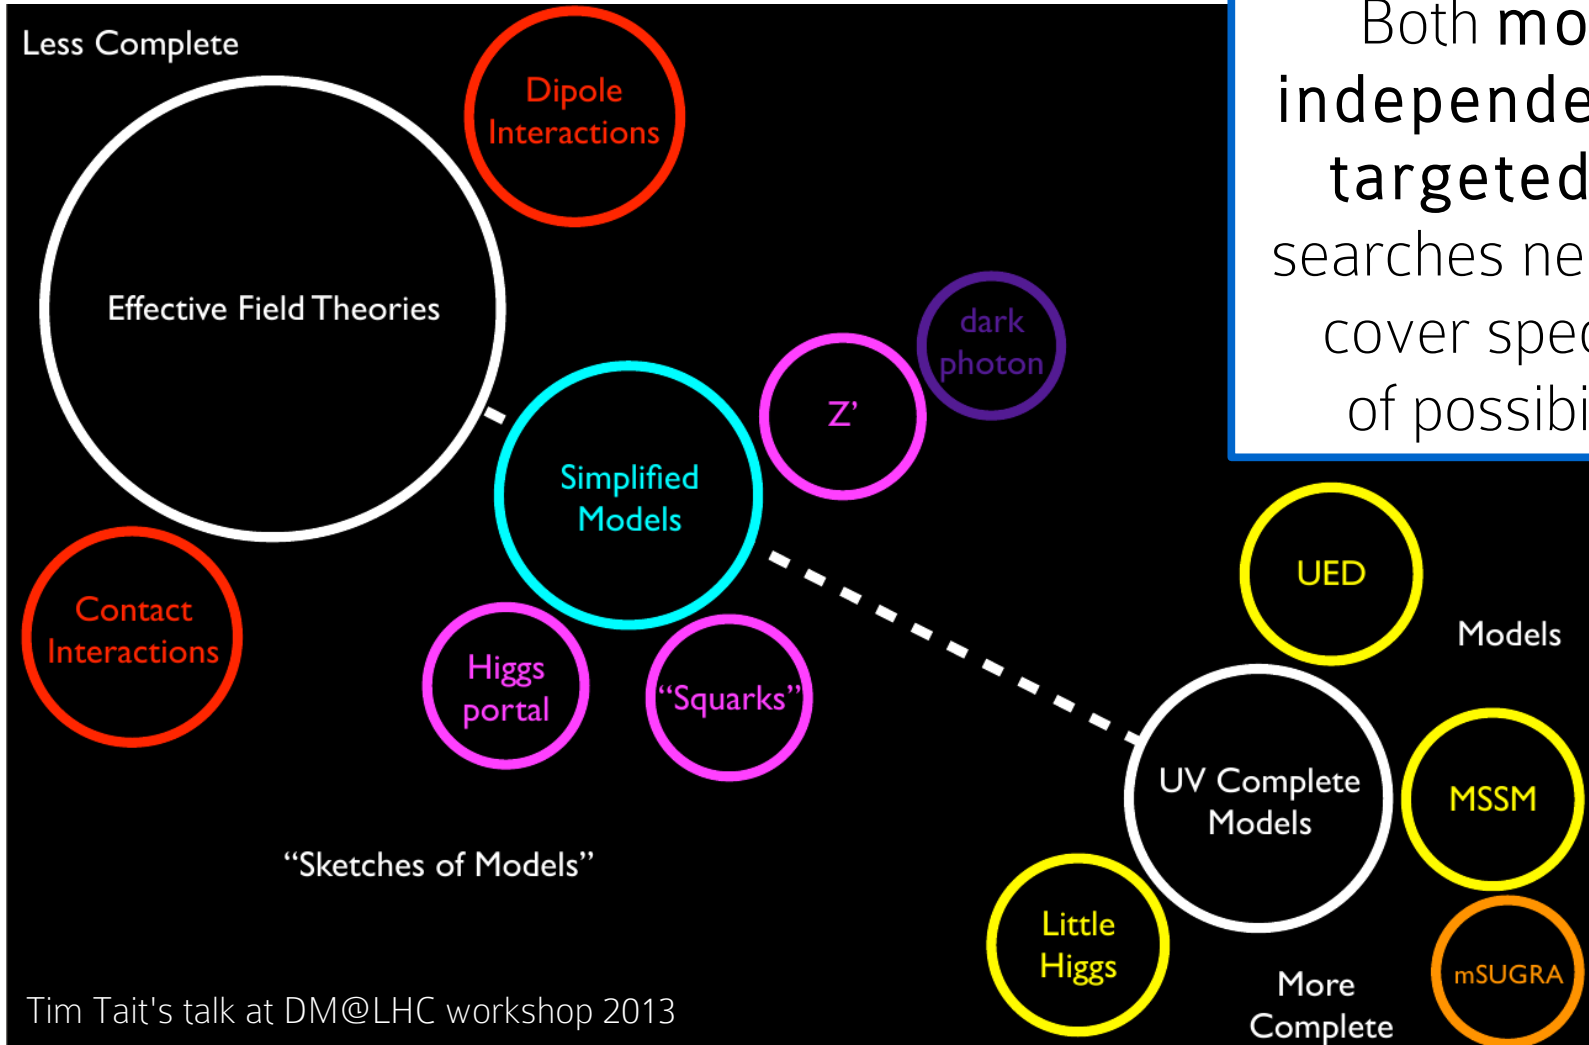 Less Complete
Dipole
Interactions
Effective Field Theories
dark
photon
Z’
Simplified
Models
Contact
Interactions
Higgs
portal
“Squarks”
UED
Models
UV Complete
Models
MSSM
“Sketches of Models”
Little
Higgs
mSUGRA
More
Complete
Tim Tait's talk at DM@LHC workshop 2013
Both
targeted
searches
cover
of